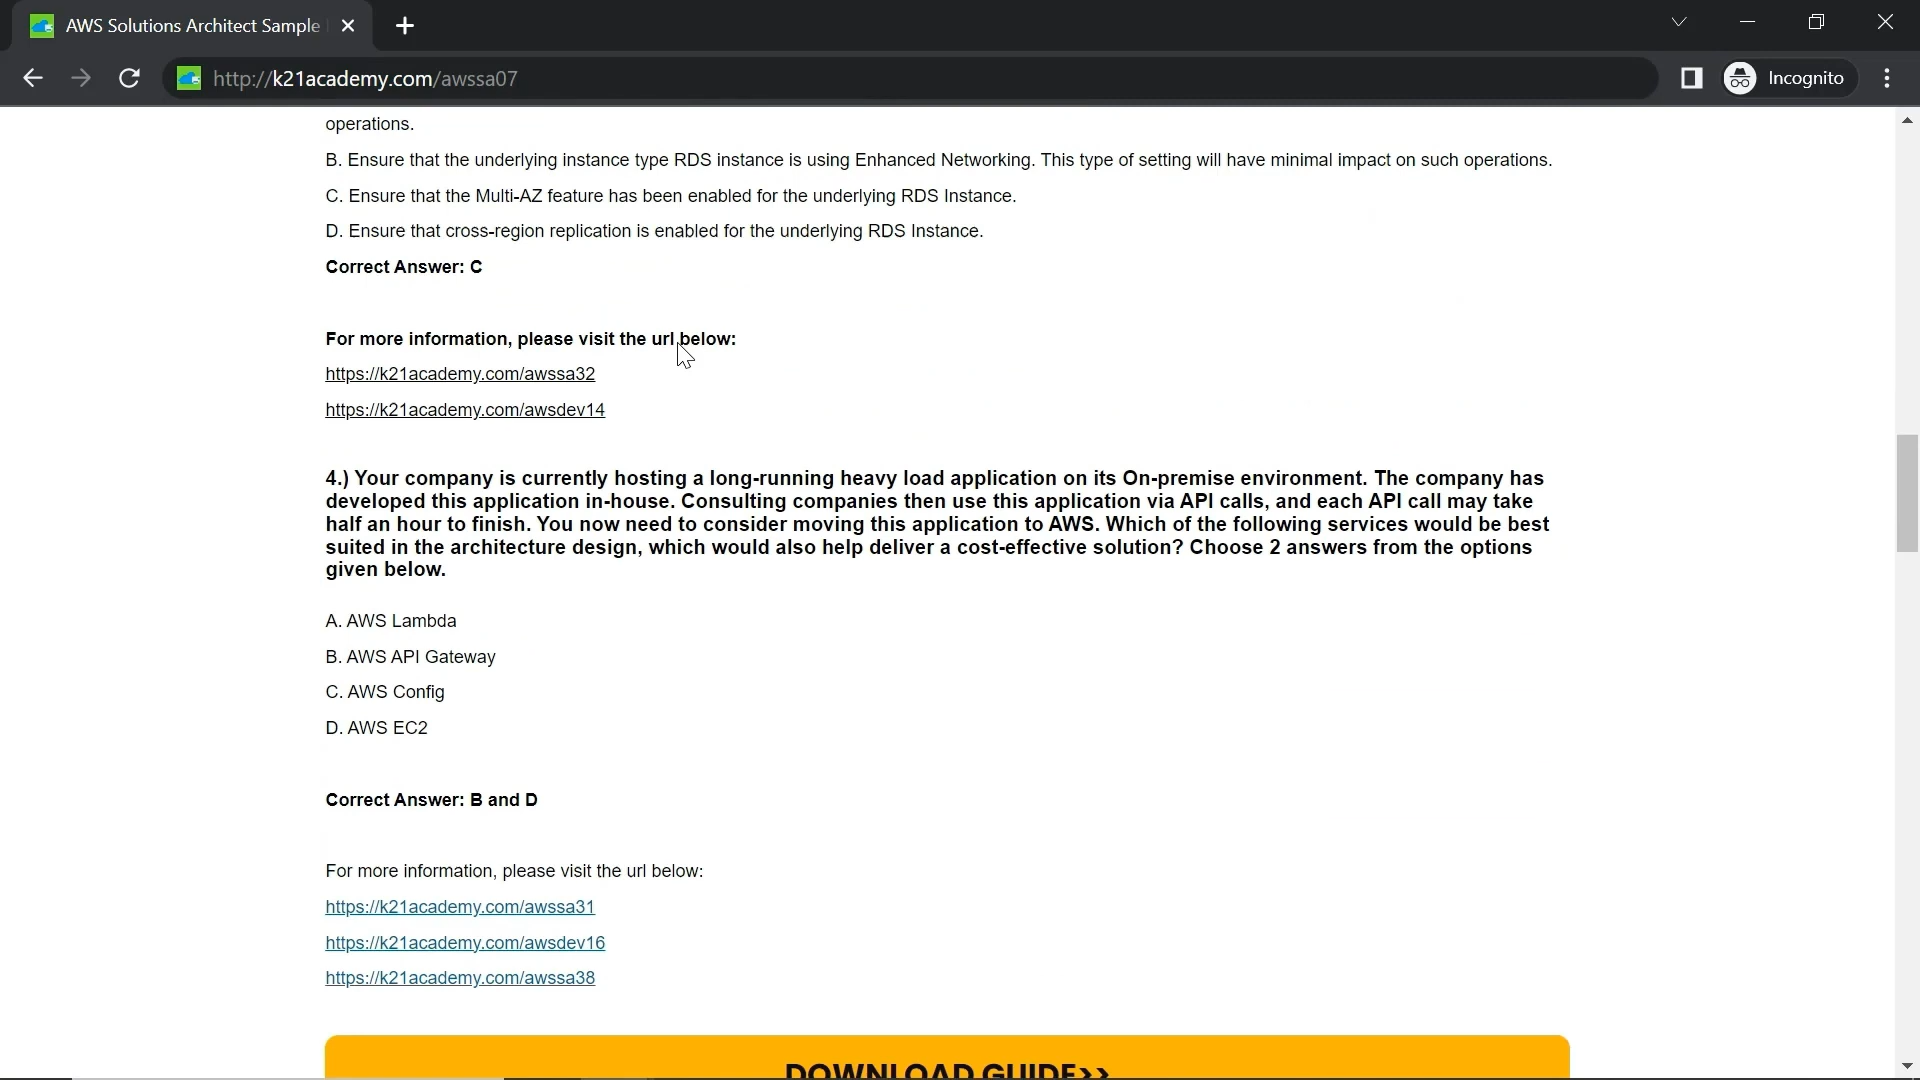 AWS Solutions Architect Sample
http://k21academy.com/awssa07
Incognito
operations.
B. Ensure that the underlying instance type RDS instance is using Enhanced Networking. This type of setting will have minimal impact on such operations.
C. Ensure that the Multi-AZ feature has been enabled for the underlying RDS Instance.
D. Ensure that cross-region replication is enabled for the underlying RDS Instance.
Correct Answer: C
For more information, please visit the url below:
https://k21academy.com/awssa32
https://k21academy.com/awsdev14
4.) Your company is currently hosting a long-running heavy load application on its On-premise environment. The company has
developed this application in-house. Consulting companies then use this application via API calls, and each API call may take
half an hour to finish. You now need to consider moving this application to AWS. Which of the following services would be best
suited in the architecture design, which would also help deliver a cost-effective solution? Choose 2 answers from the options
given below.
A. AWS Lambda
B. AWS API Gateway
C. AWS Config
D. AWS EC2
Correct Answer: B and D
For more information, please visit the url below:
https://k21academy.com/awssa31
https://k21academy.com/awsdev16
https://k21academy.com/awssa38
DOWNLOAD GUIDE>>